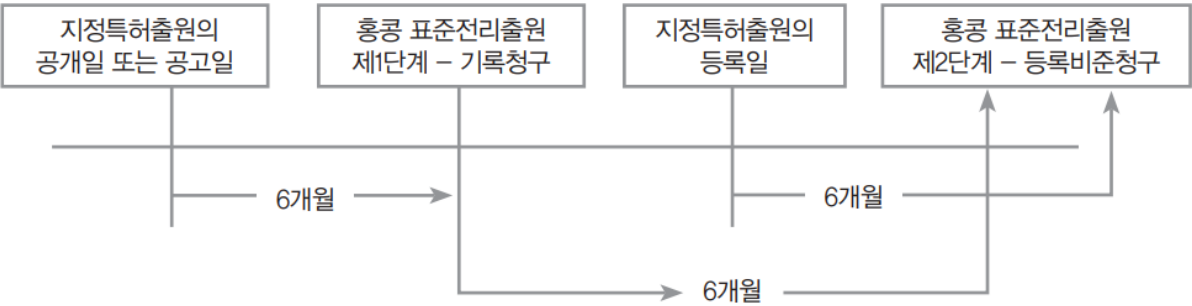 지정특허출원의
공개일 또는 공고일
홍콩 표준전리출원
제1단계 – 기록청구
지정특허출원의
등록일
홍콩 표준전리출원
제2단계 – 등록비준청구
6개월
6개월
6개월